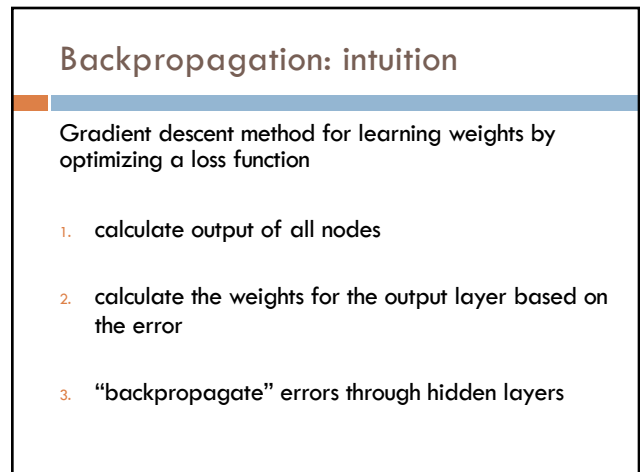 Backpropagation: intuition
Gradient descent method for learning weights by
optimizing a loss function
1. calculate output of all nodes
2. calculate the weights for the output layer based on
the error
3. “backpropagate” errors through hidden layers